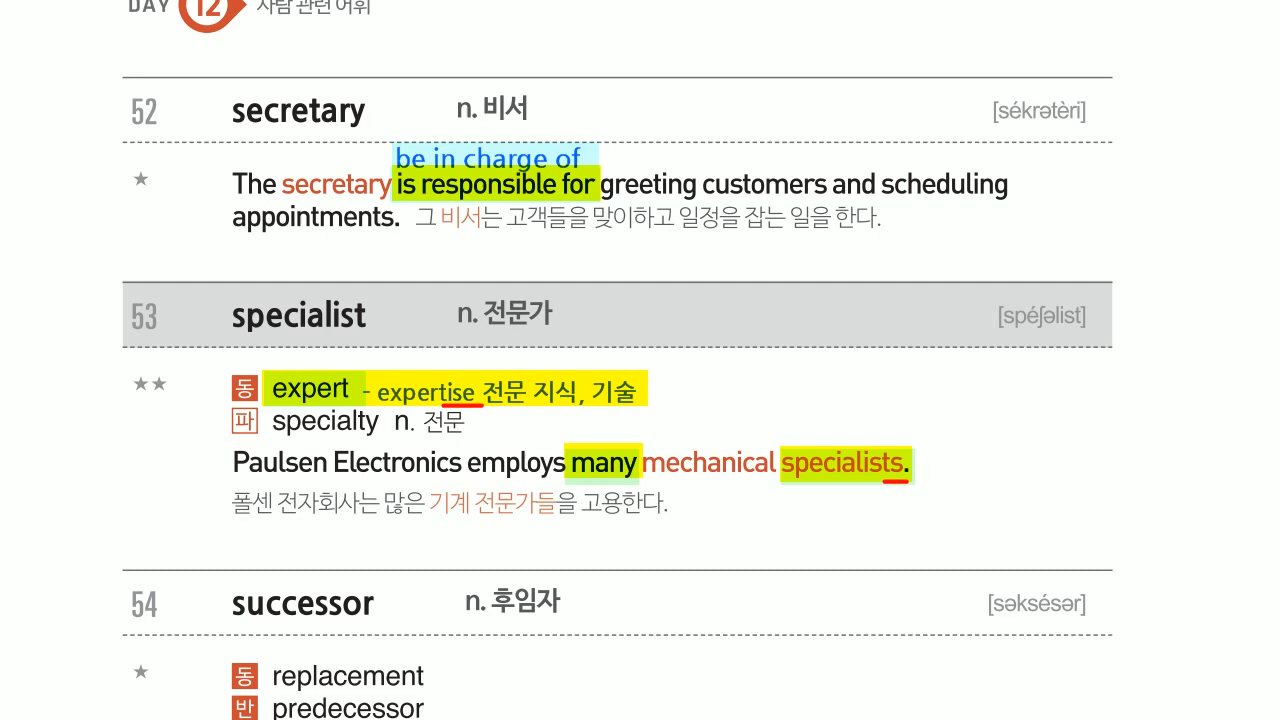 DAY 12 사람 관련 어휘
52 secretary n. 비서 [sékrətèri]
be in charge of
★ The secretary is responsible for greeting customers and scheduling
appointments. 그 비서는 고객들을 맞이하고 일정을 잡는 일을 한다.
53 specialist n. 전문가 [spéʃəlist]
★★ 동 expert - expertise 전문 지식, 기술
파 specialty n. 전문
Paulsen Electronics employs many mechanical specialists.
폴센 전자회사는 많은 기계 전문가들을 고용한다.
54 successor n. 후임자 [səksésər]
★ 동 replacement
반 predecessor